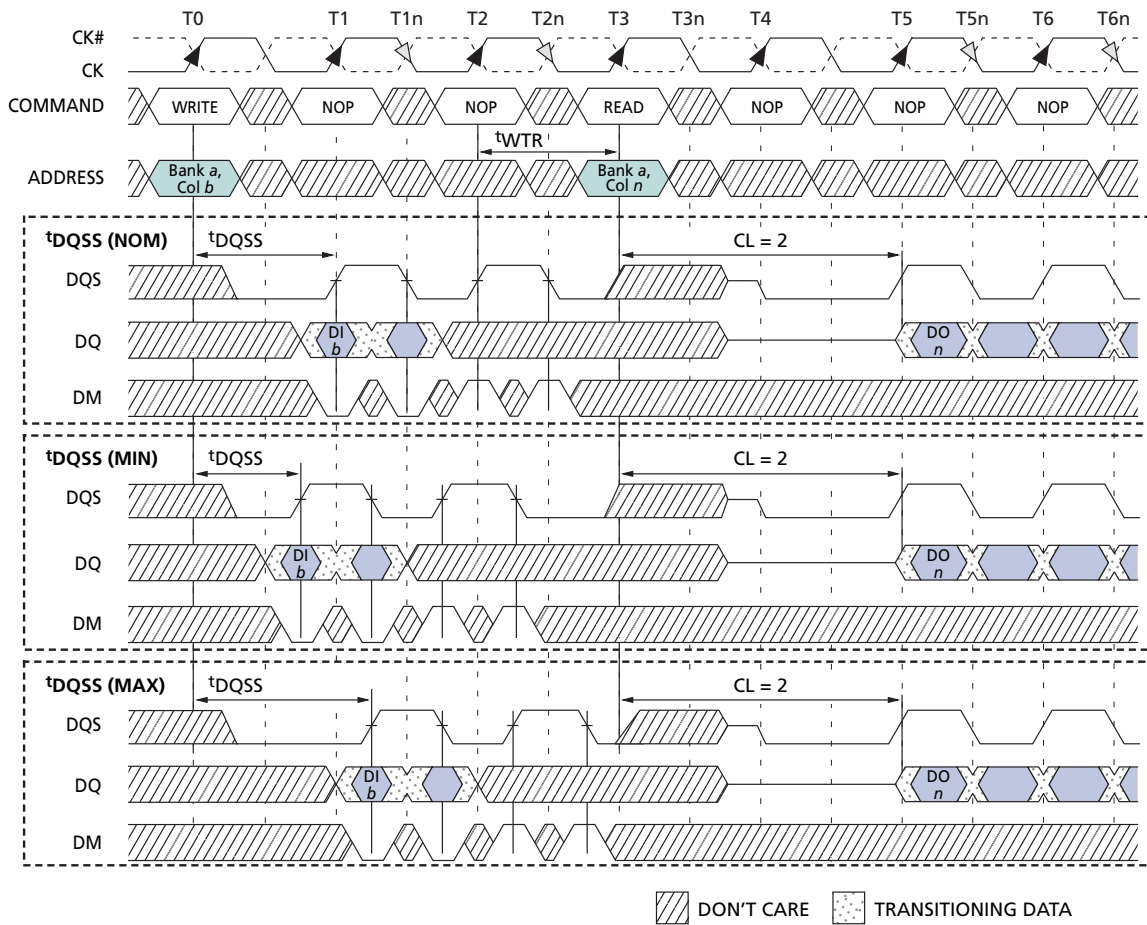 T0 T1 T1n T2 T2n T3 T3n T4 T5 T5n T6 T6n
CK#
CK
COMMAND WRITE NOP NOP READ NOP NOP NOP
tWTR
ADDRESS Bank a, Col b Bank a, Col n
tDQSS (NOM) tDQSS CL = 2
DQS
DQ DI b DO n
DM
tDQSS (MIN) tDQSS CL = 2
DQS
DQ DI b DO n
DM
tDQSS (MAX) tDQSS CL = 2
DQS
DQ DI b DO n
DM
DON'T CARE TRANSITIONING DATA